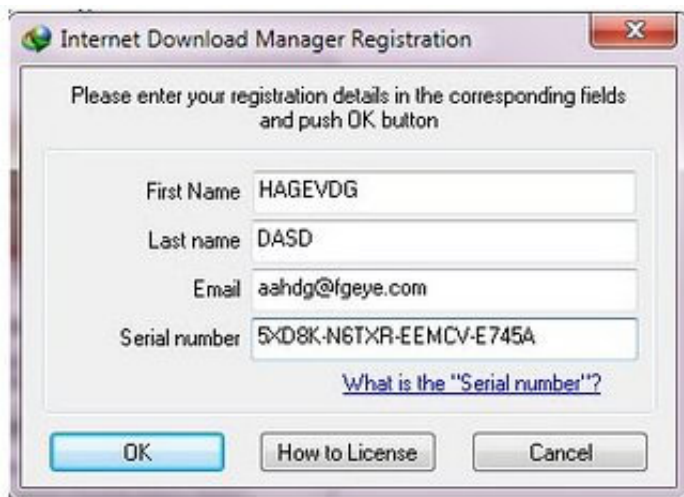 Internet Download Manager Registration
Please enter your registration details in the corresponding fields
and push OK button
First Name HAGEVDG
Last name DASD
Email aahdg@fgeye.com
Serial number 5XD8K-N6TXR-EEMCV-E745A
What is the "Serial number"?
OK How to License Cancel